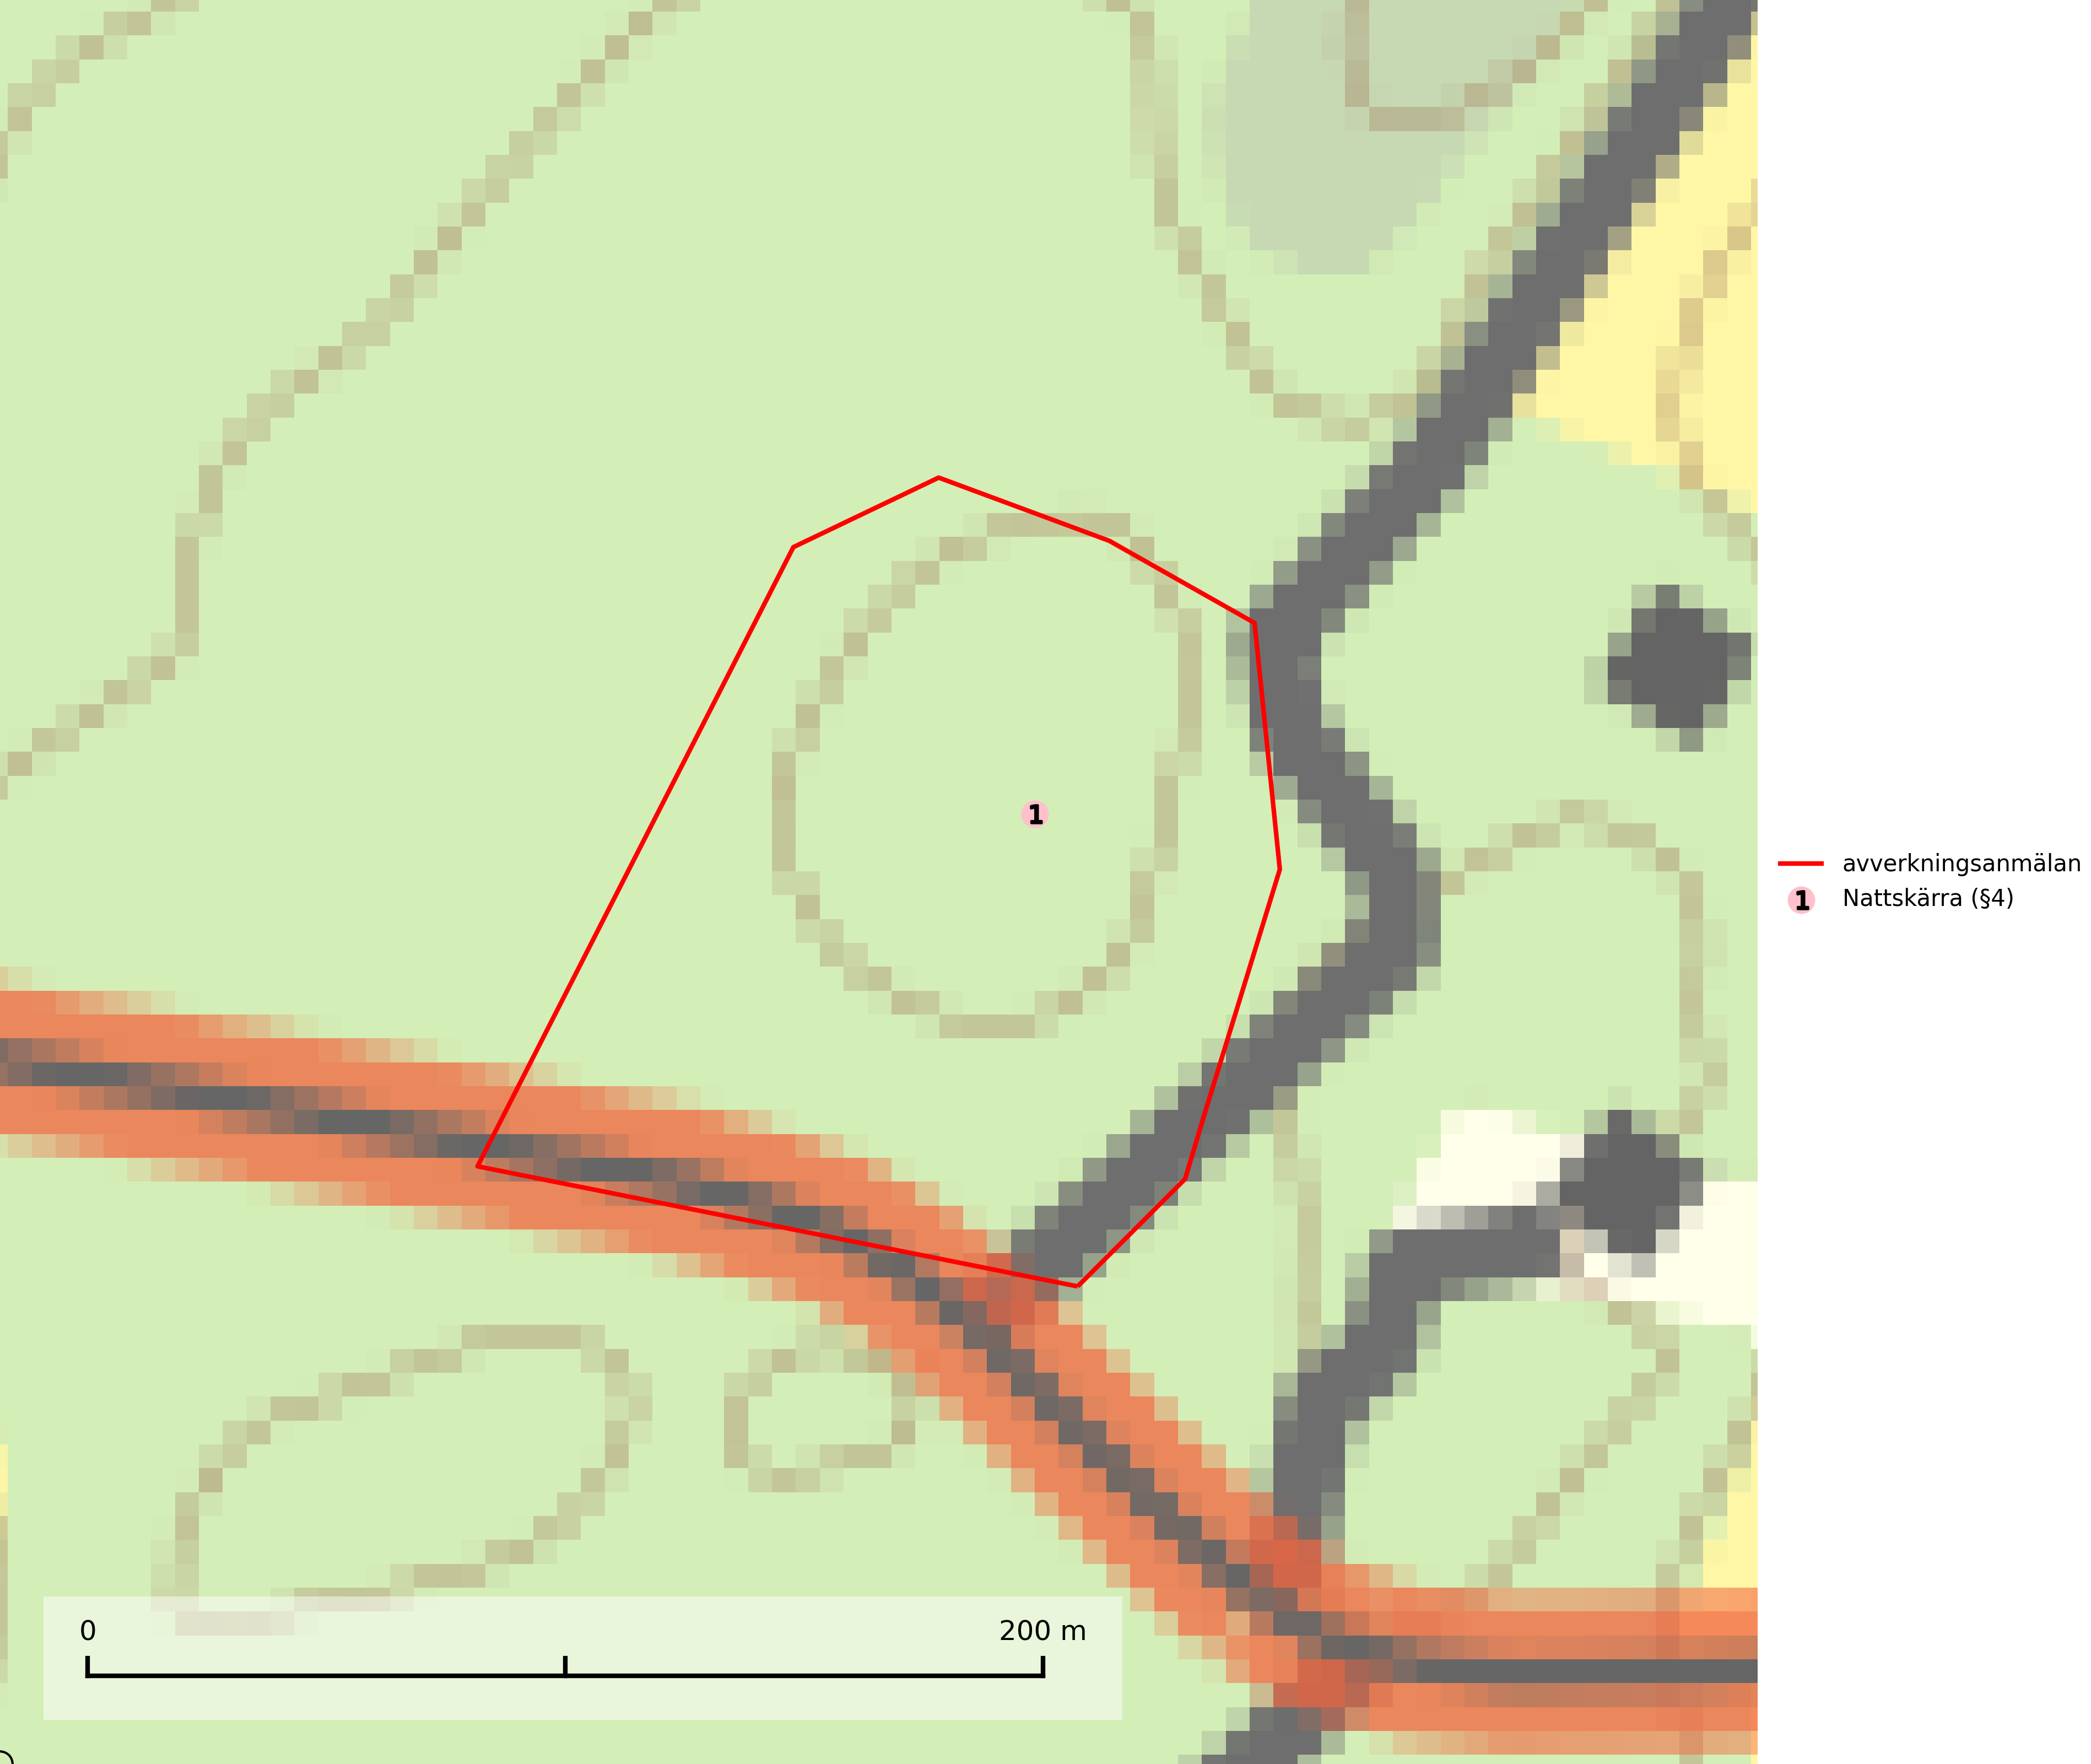 1
avverkningsanmälan
1 Nattskärra (§4)
0 200 m